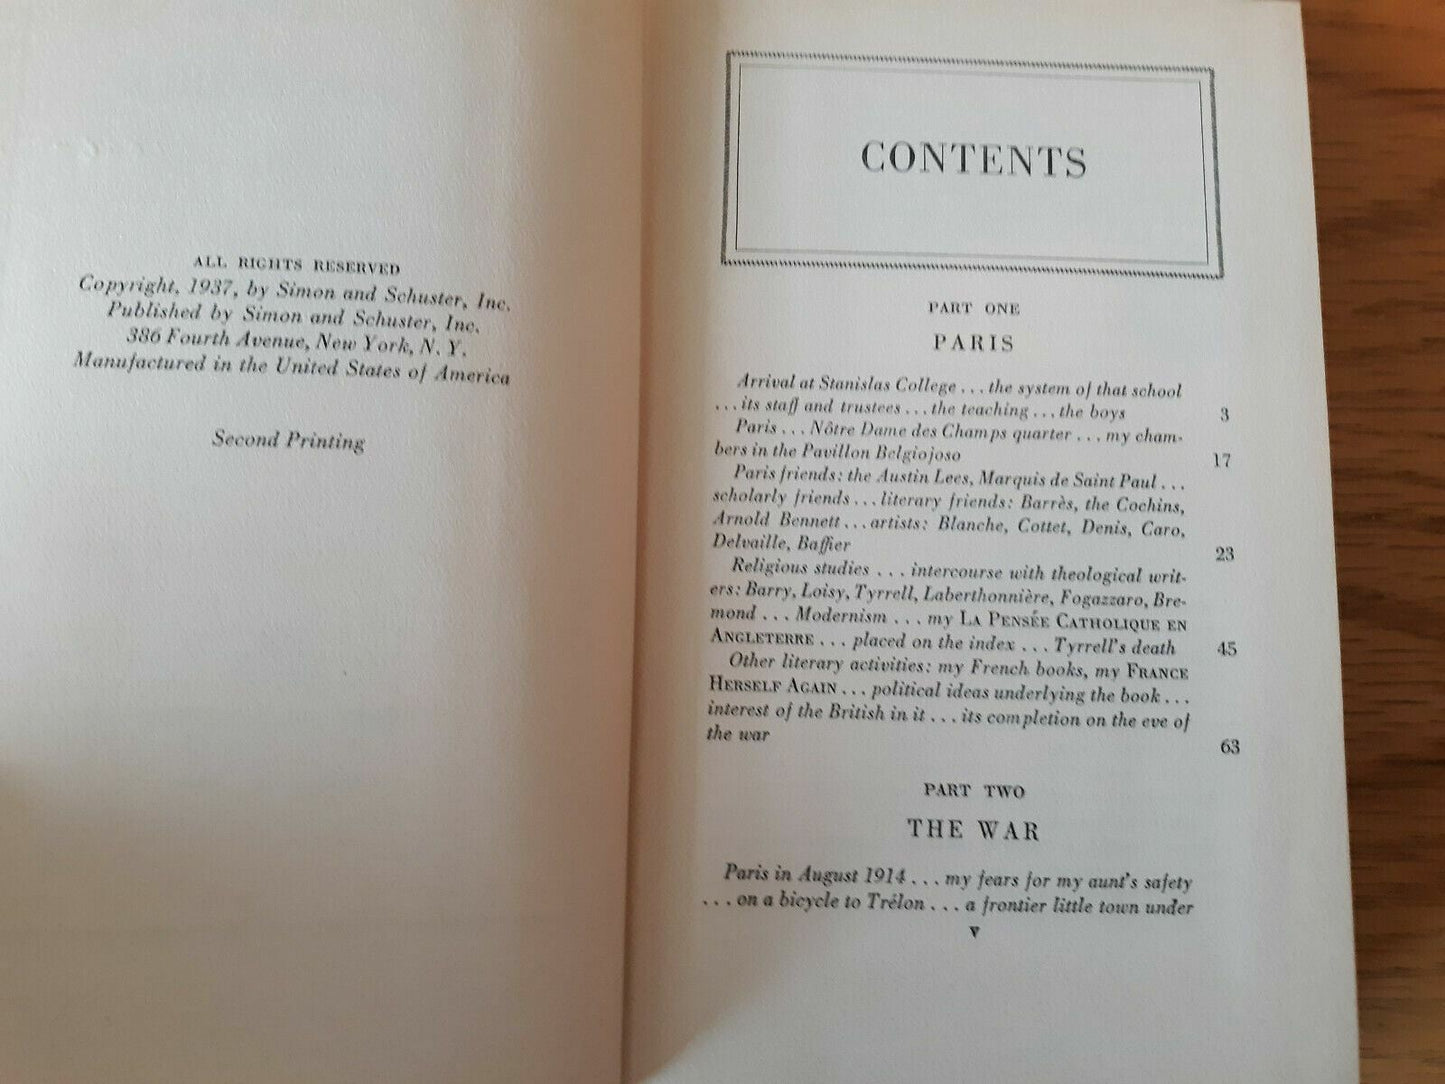 ALL RIGHTS RESERVED
Copyright, 1937, by Simon and Schuster, Inc.
Published by Simon and Schuster, Inc.
386 Fourth Avenue, New York, N. Y.
Manufactured in the United States of America
Second Printing
CONTENTS
PART ONE
PARIS
Arrival at Stanislas College . . . the system of that school
. . . its staff and trustees . . . the teaching . . . the boys 3
Paris . . . Nôtre Dame des Champs quarter . . . my cham-
bers in the Pavillon Belgiojoso 17
Paris friends: the Austin Lees, Marquis de Saint Paul . . .
scholarly friends . . . literary friends: Barrès, the Cochins,
Arnold Bennett . . . artists: Blanche, Cottet, Denis, Caro,
Delvaille, Baffier 23
Religious studies . . . intercourse with theological writ-
ers: Barry, Loisy, Tyrrell, Laberthonnière, Fogazzaro, Bre-
mond . . . Modernism . . . my LA PENSÉE CATHOLIQUE EN
ANGLETERRE . . . placed on the index . . . Tyrrell's death 45
Other literary activities: my French books, my FRANCE
HERSELF AGAIN . . . political ideas underlying the book . . .
interest of the British in it . . . its completion on the eve of
the war 63
PART TWO
THE WAR
Paris in August 1914 . . . my fears for my aunt's safety
. . . on a bicycle to Trélon . . . a frontier little town under
v